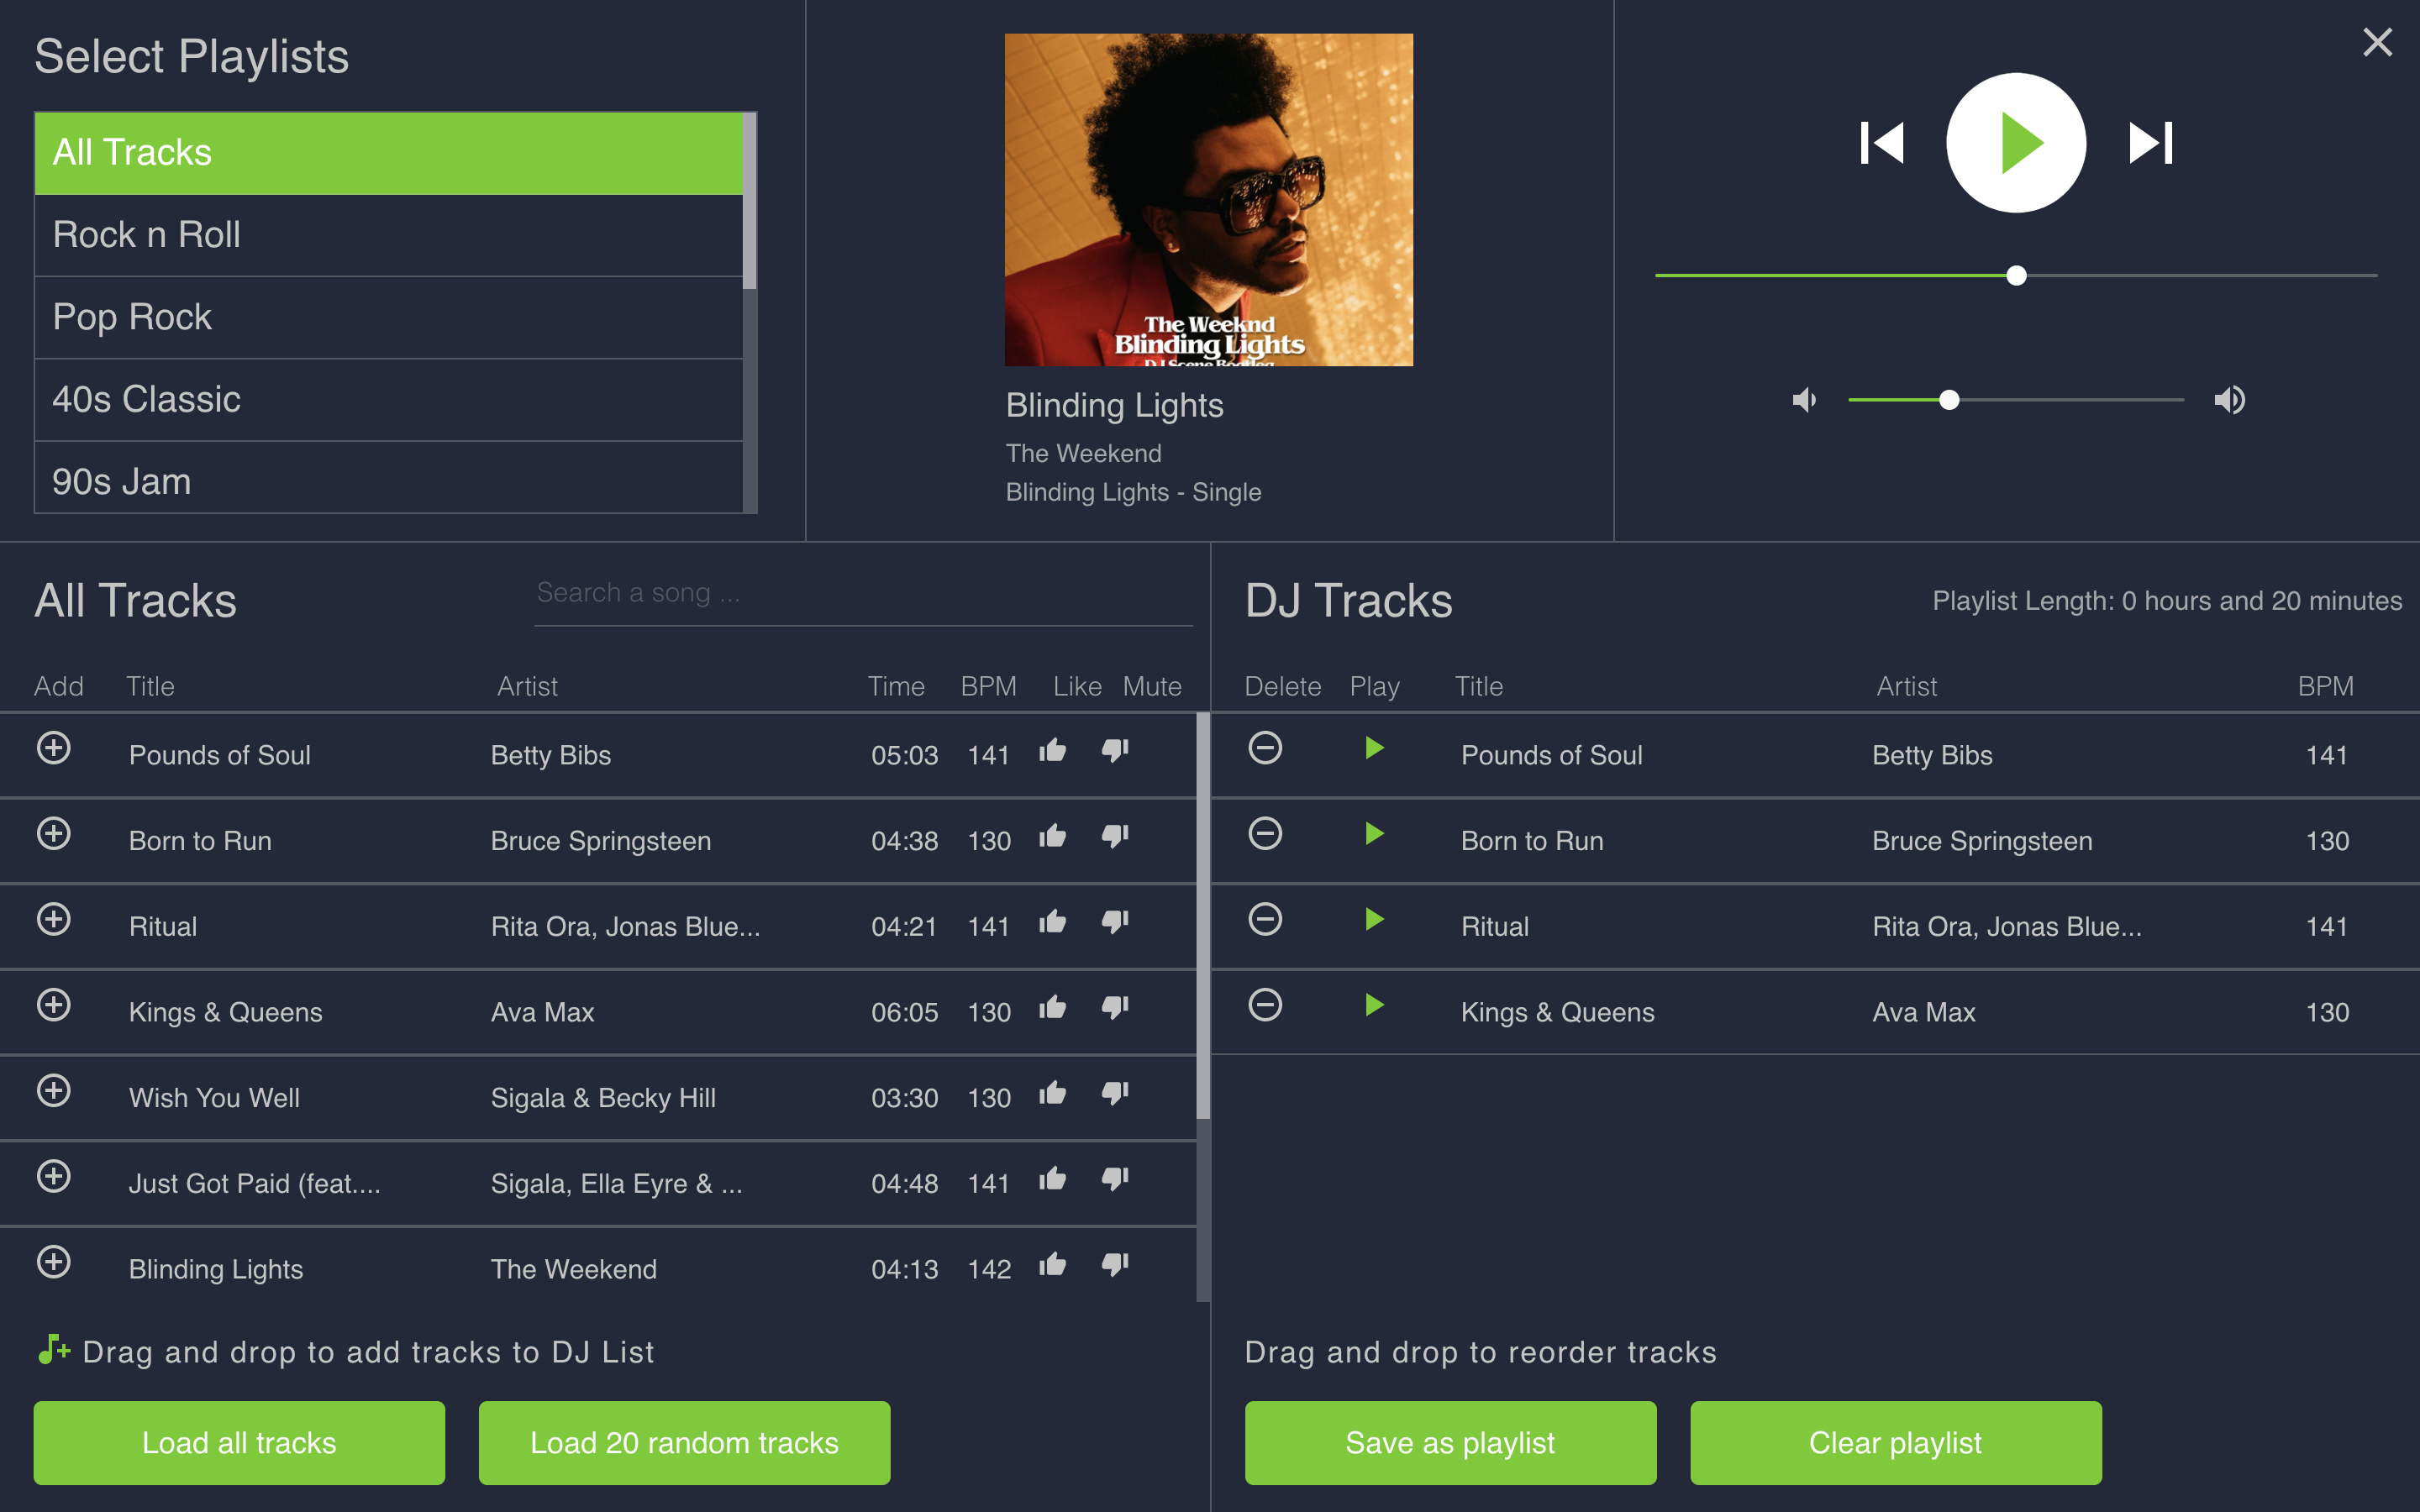 Select Playlists
All Tracks
Rock n Roll
Pop Rock
40s Classic
90s Jam
The Weeknd
Blinding Lights
DJ Scene Bootleg
Blinding Lights
The Weekend
Blinding Lights - Single
All Tracks
Search a song ...
Add Title Artist Time BPM Like Mute
Pounds of Soul Betty Bibs 05:03 141
Born to Run Bruce Springsteen 04:38 130
Ritual Rita Ora, Jonas Blue... 04:21 141
Kings & Queens Ava Max 06:05 130
Wish You Well Sigala & Becky Hill 03:30 130
Just Got Paid (feat.... Sigala, Ella Eyre & ... 04:48 141
Blinding Lights The Weekend 04:13 142
Drag and drop to add tracks to DJ List
Load all tracks
Load 20 random tracks
DJ Tracks
Playlist Length: 0 hours and 20 minutes
Delete Play Title Artist BPM
Pounds of Soul Betty Bibs 141
Born to Run Bruce Springsteen 130
Ritual Rita Ora, Jonas Blue... 141
Kings & Queens Ava Max 130
Drag and drop to reorder tracks
Save as playlist
Clear playlist